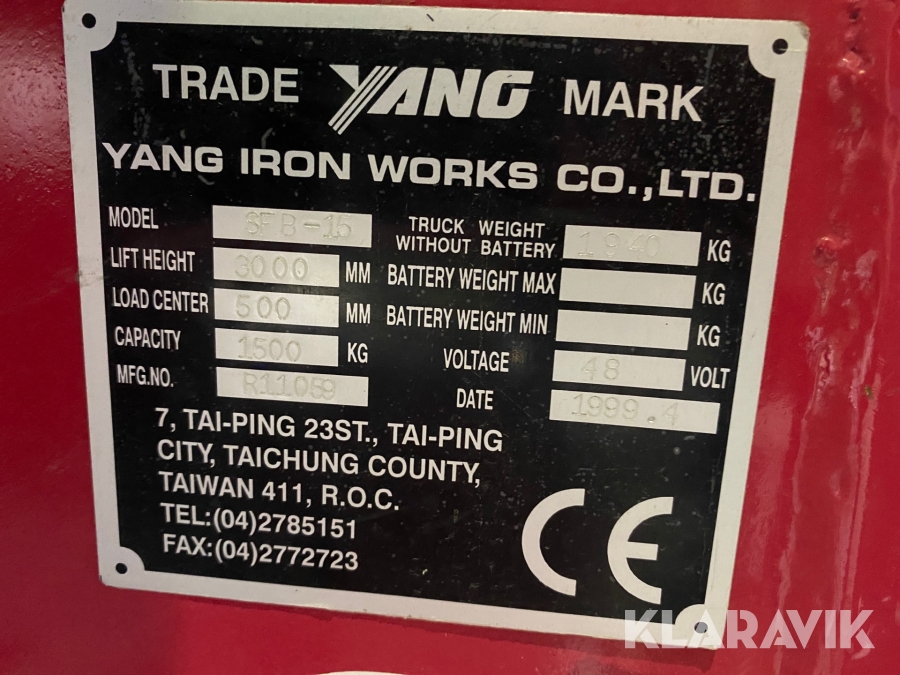 TRADE YANG MARK
YANG IRON WORKS CO.,LTD.
MODEL SFB-15
TRUCK WEIGHT WITHOUT BATTERY 1940 KG
LIFT HEIGHT 3000 MM
BATTERY WEIGHT MAX KG
LOAD CENTER 500 MM
BATTERY WEIGHT MIN KG
CAPACITY 1500 KG
VOLTAGE 48 VOLT
MFG.NO. R11059
DATE 1999.4
7, TAI-PING 23ST., TAI-PING
CITY, TAICHUNG COUNTY,
TAIWAN 411, R.O.C.
TEL:(04)2785151
FAX:(04)2772723
CE
KLARAVIK